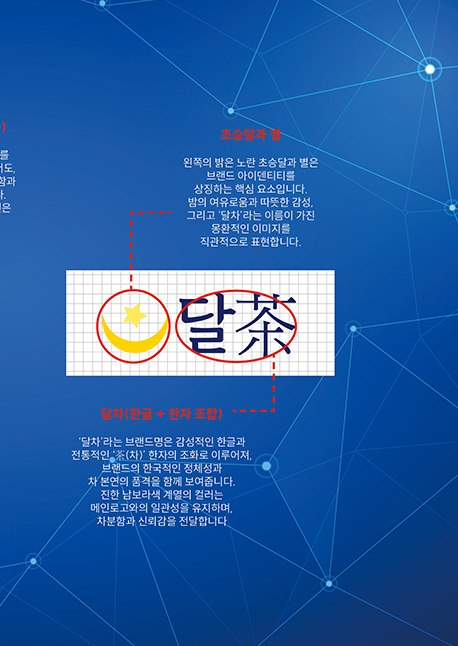 초승달과 별
왼쪽의 밝은 노란 초승달과 별은
브랜드 아이덴티티를
상징하는 핵심 요소입니다.
밤의 여유로움과 따뜻한 감성,
그리고 '달차'라는 이름이 가진
몽환적인 이미지를
직관적으로 표현합니다.
를
도,
함과
다.
은
달茶
달차(한글 + 한자 조합)
'달차'라는 브랜드명은 감성적인 한글과
전통적인 '茶(차)' 한자의 조화로 이루어져,
브랜드의 한국적인 정체성과
차 본연의 품격을 함께 보여줍니다.
진한 남보라색 계열의 컬러는
메인로고와의 일관성을 유지하며,
차분함과 신뢰감을 전달합니다